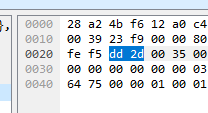 },
0000 28 a2 4b f6 12 a0 c4
0010 00 39 23 f9 00 00 80
0020 fe f5 dd 2d 00 35 00
0030 00 00 00 00 00 00 03
0040 64 75 00 00 01 00 01